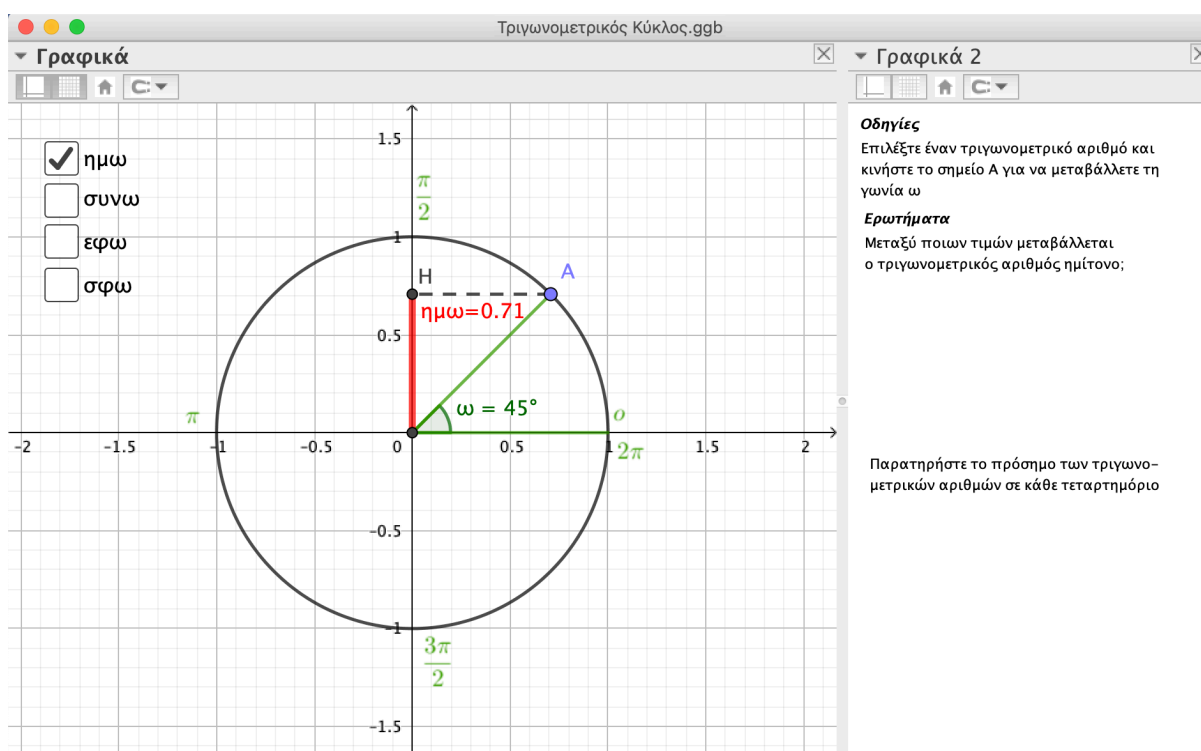 Τριγωνομετρικός Κύκλος.ggb
Γραφικά
Γραφικά 2
ημω
συνω
εφω
σφω
1.5
π
2
1
H
A
ημω=0.71
0.5
ω = 45°
π
o
-2
-1.5
-1
-0.5
0
0.5
1
2π
1.5
2
-0.5
-1
3π
2
-1.5
Οδηγίες
Επιλέξτε έναν τριγωνομετρικό αριθμό και
κινήστε το σημείο Α για να μεταβάλλετε τη
γωνία ω
Ερωτήματα
Μεταξύ ποιων τιμών μεταβάλλεται
ο τριγωνομετρικός αριθμός ημίτονο;
Παρατηρήστε το πρόσημο των τριγωνο-
μετρικών αριθμών σε κάθε τεταρτημόριο